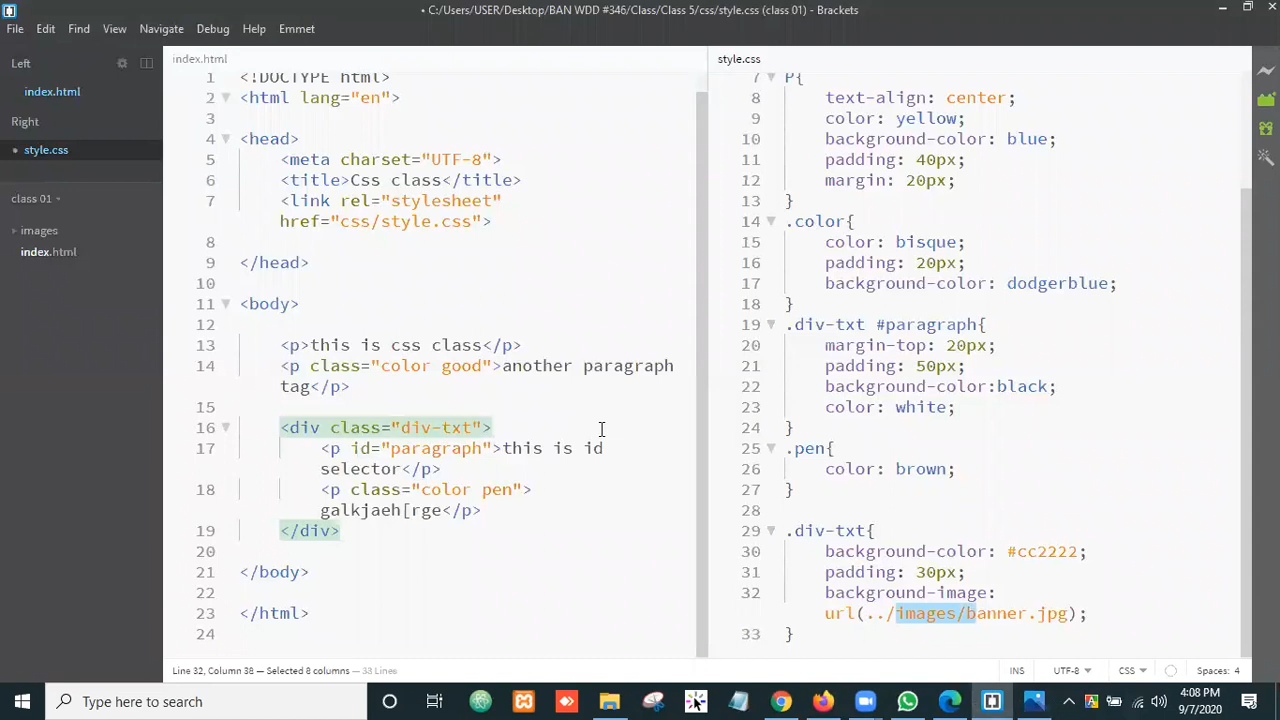 • C:/Users/USER/Desktop/BAN WDD #346/Class/Class 5/css/style.css (class 01) - Brackets
File Edit Find View Navigate Debug Help Emmet
Left
index.html
Right
• style.css
class 01
images
index.html
index.html
1 <!DOCTYPE html>
2 <html lang="en">
3
4 <head>
5 <meta charset="UTF-8">
6 <title>Css class</title>
7 <link rel="stylesheet"
href="css/style.css">
8
9 </head>
10
11 <body>
12
13 <p>this is css class</p>
14 <p class="color good">another paragraph
tag</p>
15
16 <div class="div-txt">
17 <p id="paragraph">this is id
selector</p>
18 <p class="color pen">
galkjaeh[rge</p>
19 </div>
20
21 </body>
22
23 </html>
24
style.css
7 P{
8 text-align: center;
9 color: yellow;
10 background-color: blue;
11 padding: 40px;
12 margin: 20px;
13 }
14 .color{
15 color: bisque;
16 padding: 20px;
17 background-color: dodgerblue;
18 }
19 .div-txt #paragraph{
20 margin-top: 20px;
21 padding: 50px;
22 background-color:black;
23 color: white;
24 }
25 .pen{
26 color: brown;
27 }
28
29 .div-txt{
30 background-color: #cc2222;
31 padding: 30px;
32 background-image:
url(../images/banner.jpg);
33 }
Line 32, Column 38 — Selected 8 columns — 33 Lines
INS UTF-8 CSS Spaces: 4
Type here to search
4:08 PM
9/7/2020